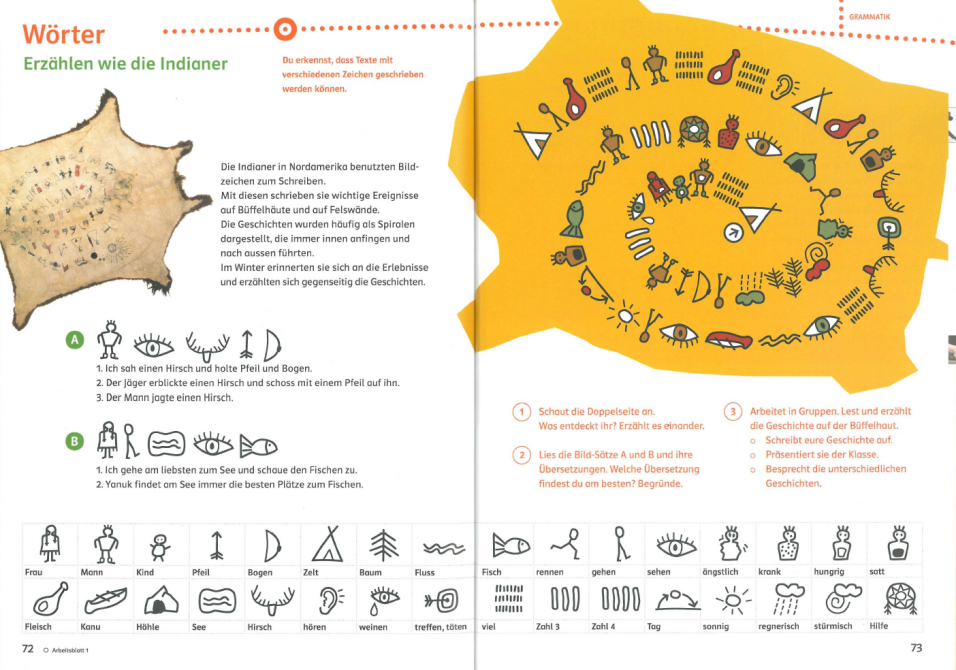 Wörter
Erzählen wie die Indianer
Du erkennst, dass Texte mit
verschiedenen Zeichen geschrieben
werden können.
GRAMMATIK
Die Indianer in Nordamerika benutzten Bild-
zeichen zum Schreiben.
Mit diesen schrieben sie wichtige Ereignisse
auf Büffelhäute und auf Felswände.
Die Geschichten wurden häufig als Spiralen
dargestellt, die immer innen anfingen und
nach aussen führten.
Im Winter erinnerten sie sich an die Erlebnisse
und erzählten sich gegenseitig die Geschichten.
A
1. Ich sah einen Hirsch und holte Pfeil und Bogen.
2. Der Jäger erblickte einen Hirsch und schoss mit einem Pfeil auf ihn.
3. Der Mann jagte einen Hirsch.
B
1. Ich gehe am liebsten zum See und schaue den Fischen zu.
2. Yanuk findet am See immer die besten Plätze zum Fischen.
1 Schaut die Doppelseite an.
Was entdeckt ihr? Erzählt es einander.
2 Lies die Bild-Sätze A und B und ihre
Übersetzungen. Welche Übersetzung
findest du am besten? Begründe.
3 Arbeitet in Gruppen. Lest und erzählt
die Geschichte auf der Büffelhaut.
o Schreibt eure Geschichte auf.
o Präsentiert sie der Klasse.
o Besprecht die unterschiedlichen
Geschichten.
Frau Mann Kind Pfeil Bogen Zelt Baum Fluss Fisch rennen gehen sehen ängstlich krank hungrig satt
Fleisch Kanu Höhle See Hirsch hören weinen treffen, töten viel Zahl 3 Zahl 4 Tag sonnig regnerisch stürmisch Hilfe
72 o Arbeitsblatt 1
73